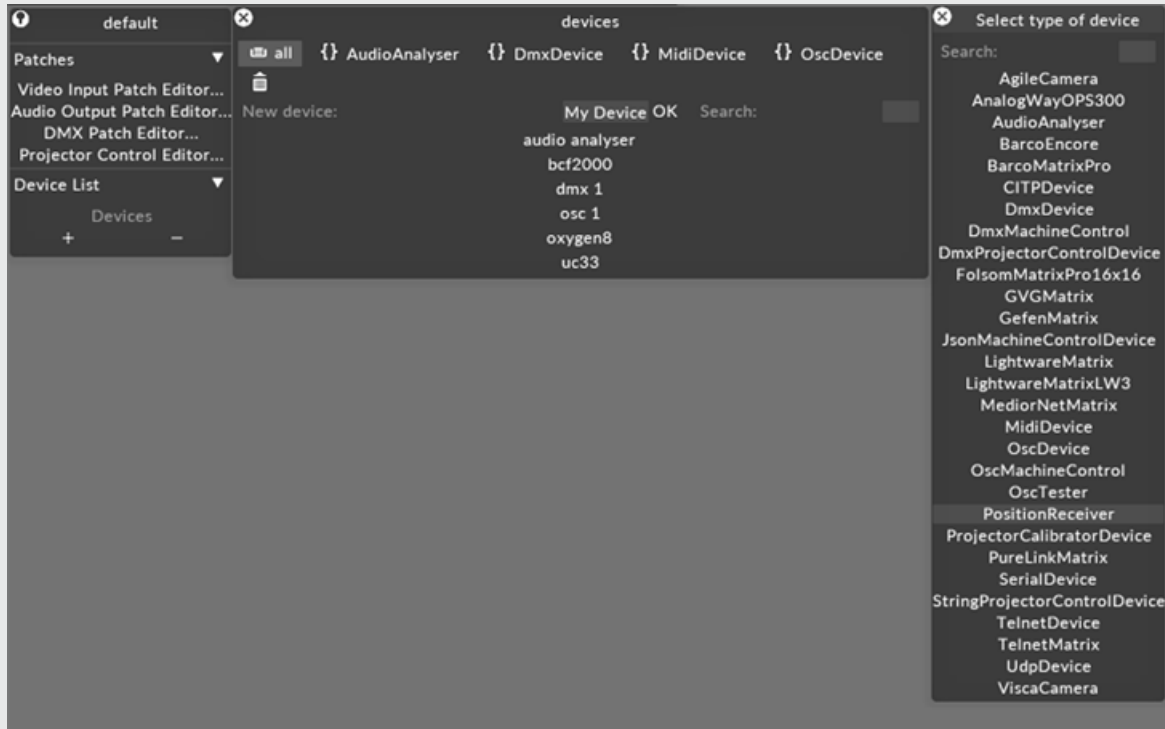 default
Patches
Video Input Patch Editor...
Audio Output Patch Editor...
DMX Patch Editor...
Projector Control Editor...
Device List
Devices
+ −
devices
all {} AudioAnalyser {} DmxDevice {} MidiDevice {} OscDevice
New device: My Device OK Search:
audio analyser
bcf2000
dmx 1
osc 1
oxygen8
uc33
Select type of device
Search:
AgileCamera
AnalogWayOPS300
AudioAnalyser
BarcoEncore
BarcoMatrixPro
CITPDevice
DmxDevice
DmxMachineControl
DmxProjectorControlDevice
FolsomMatrixPro16x16
GVGMatrix
GefenMatrix
JsonMachineControlDevice
LightwareMatrix
LightwareMatrixLW3
MediorNetMatrix
MidiDevice
OscDevice
OscMachineControl
OscTester
PositionReceiver
ProjectorCalibratorDevice
PureLinkMatrix
SerialDevice
StringProjectorControlDevice
TelnetDevice
TelnetMatrix
UdpDevice
ViscaCamera